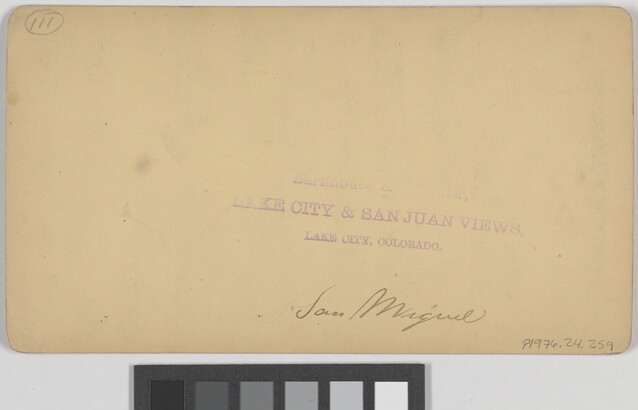 111
LAKE CITY & SAN JUAN VIEWS.
LAKE CITY, COLORADO.
San Miguel
P1976.24.259